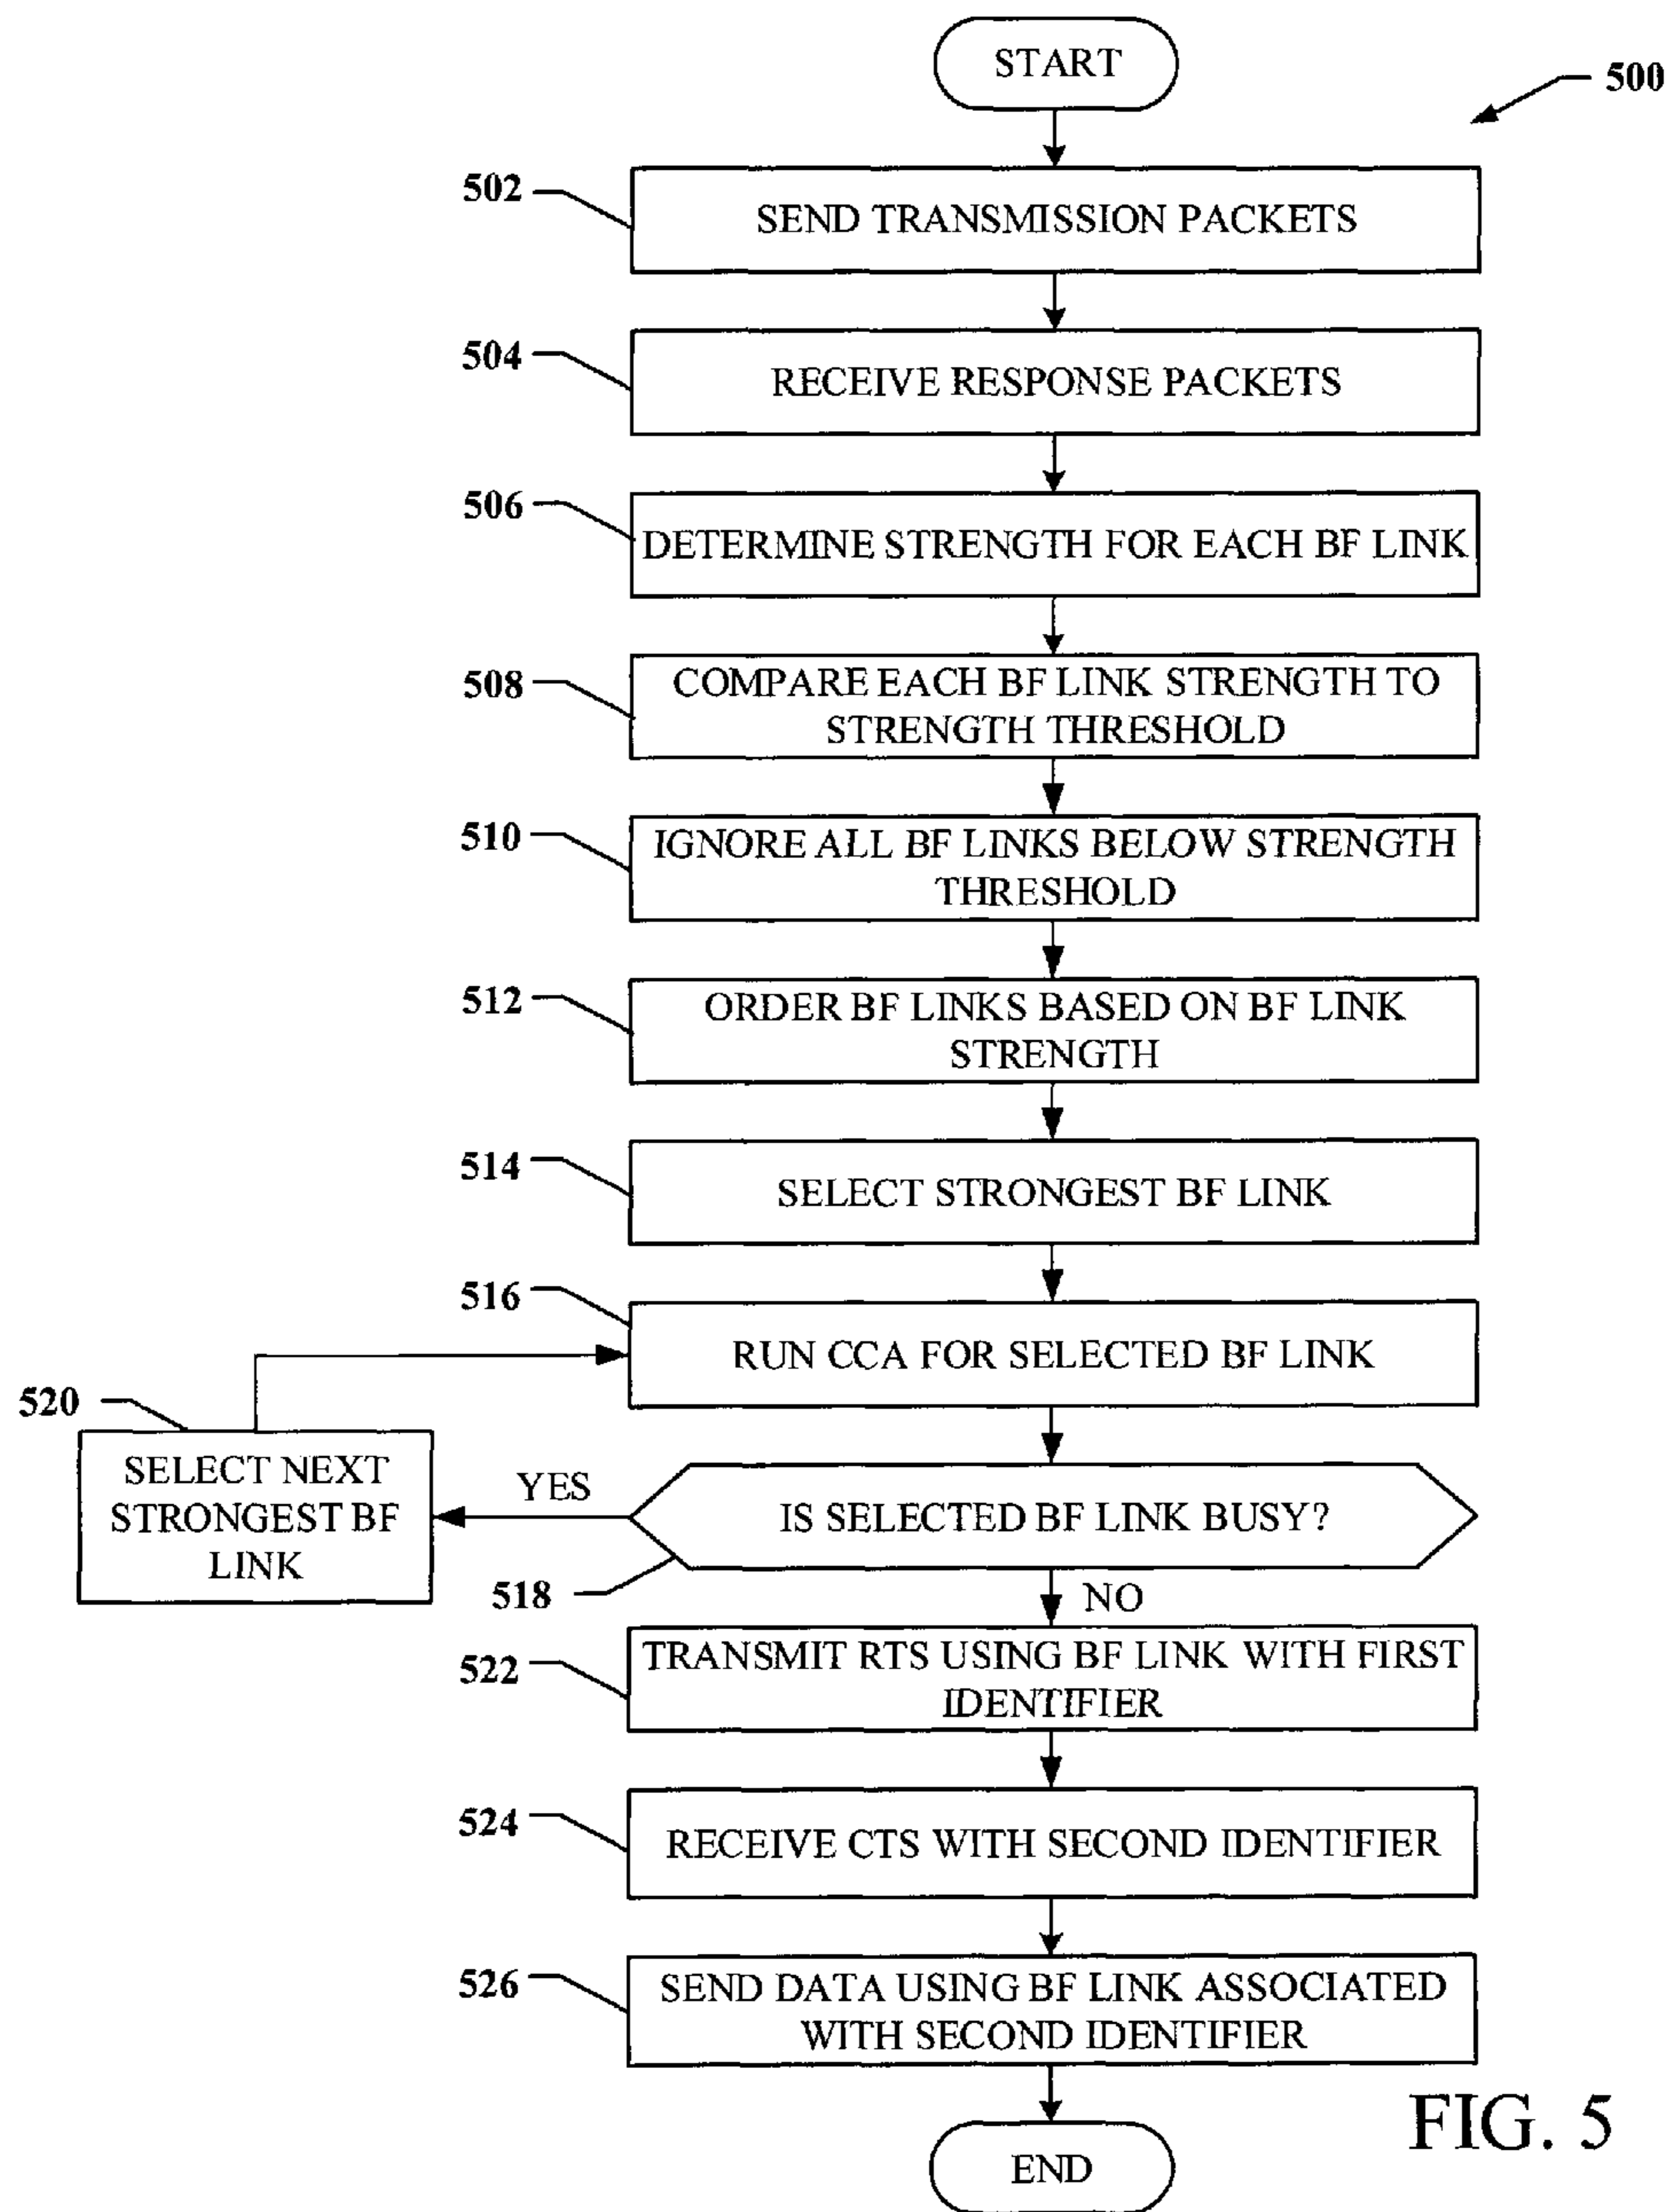 START
500
502
SEND TRANSMISSION PACKETS
504
RECEIVE RESPONSE PACKETS
506
DETERMINE STRENGTH FOR EACH BF LINK
508
COMPARE EACH BF LINK STRENGTH TO
STRENGTH THRESHOLD
510
IGNORE ALL BF LINKS BELOW STRENGTH
THRESHOLD
512
ORDER BF LINKS BASED ON BF LINK
STRENGTH
514
SELECT STRONGEST BF LINK
516
RUN CCA FOR SELECTED BF LINK
520
SELECT NEXT
STRONGEST BF
LINK
YES
IS SELECTED BF LINK BUSY?
518
NO
522
TRANSMIT RTS USING BF LINK WITH FIRST
IDENTIFIER
524
RECEIVE CTS WITH SECOND IDENTIFIER
526
SEND DATA USING BF LINK ASSOCIATED
WITH SECOND IDENTIFIER
END
FIG. 5